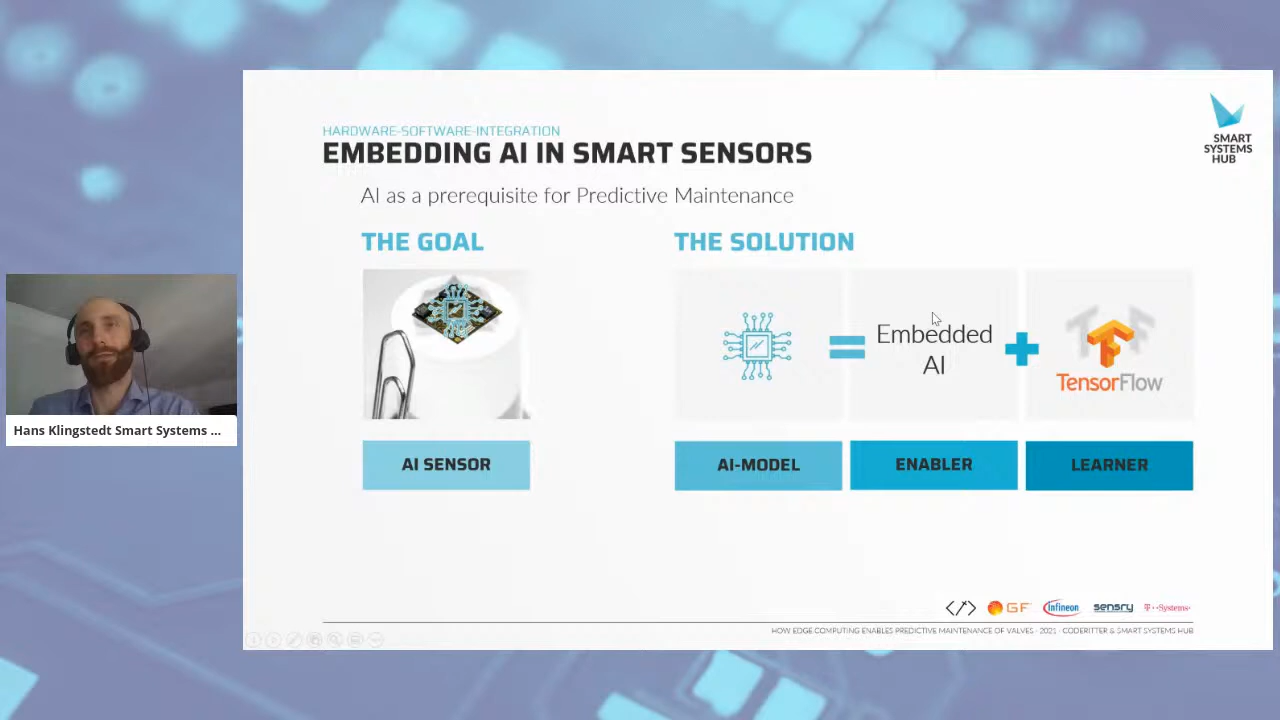 HARDWARE-SOFTWARE-INTEGRATION
EMBEDDING AI IN SMART SENSORS
AI as a prerequisite for Predictive Maintenance
SMART
SYSTEMS
HUB
THE GOAL
THE SOLUTION
Embedded
AI
TensorFlow
AI SENSOR
AI-MODEL
ENABLER
LEARNER
Hans Klingstedt Smart Systems ...
GF
infineon
sensry
T··Systems·
HOW EDGE COMPUTING ENABLES PREDICTIVE MAINTENANCE OF VALVES - 2021 - CODERITTER & SMART SYSTEMS HUB